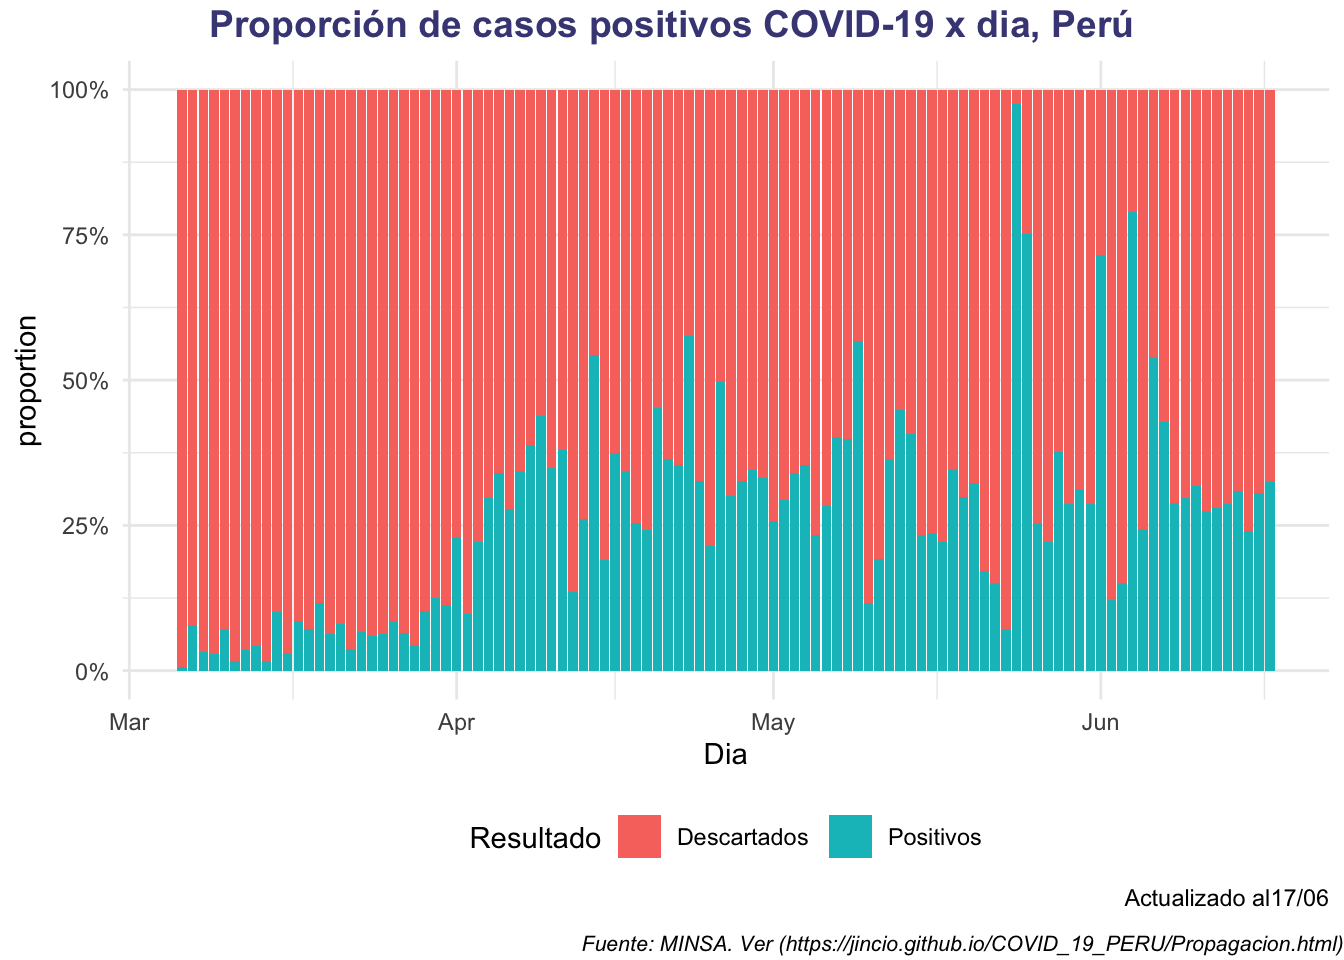 Proporción de casos positivos COVID-19 x dia, Perú
100%
75%
50%
25%
0%
proportion
Mar Apr May Jun
Dia
Resultado Descartados Positivos
Actualizado al17/06
Fuente: MINSA. Ver (https://jincio.github.io/COVID_19_PERU/Propagacion.html)